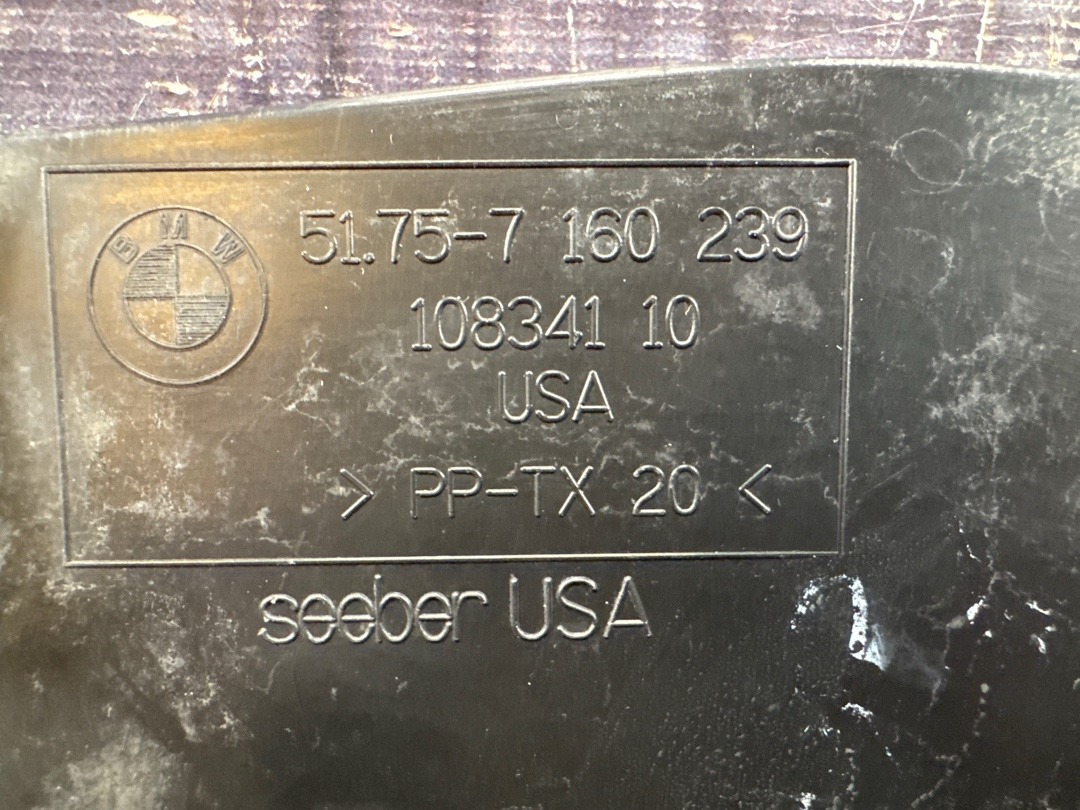 BMW
51.75-7 160 239
108341 10
USA
> PP-TX 20 <
seeber USA